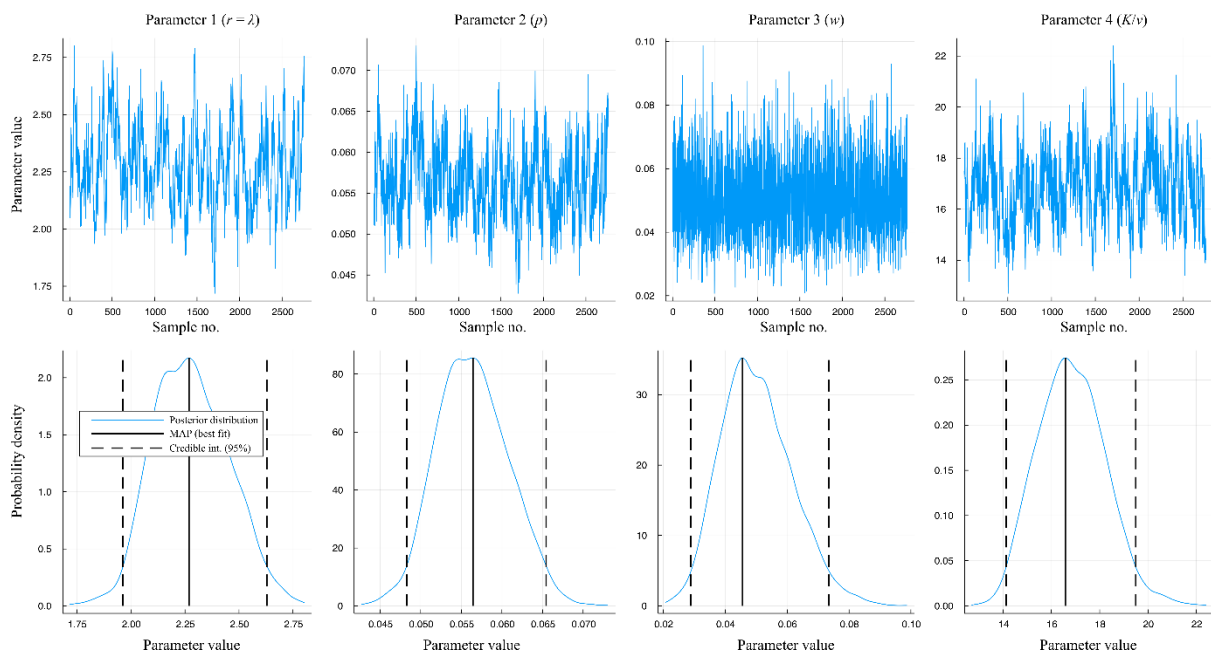 Parameter 1 (r = λ)
Parameter 2 (p)
Parameter 3 (w)
Parameter 4 (K/v)
Parameter value
2.75
2.50
2.25
2.00
1.75
0 500 1000 1500 2000 2500
Sample no.
0.070
0.065
0.060
0.055
0.050
0.045
0 500 1000 1500 2000 2500
Sample no.
0.10
0.08
0.06
0.04
0.02
0 500 1000 1500 2000 2500
Sample no.
22
20
18
16
14
0 500 1000 1500 2000 2500
Sample no.
Probability density
2.0
1.5
1.0
0.5
0.0
Posterior distribution
MAP (best fit)
Credible int. (95%)
1.75 2.00 2.25 2.50 2.75
Parameter value
80
60
40
20
0
0.045 0.050 0.055 0.060 0.065 0.070
Parameter value
30
20
10
0
0.02 0.04 0.06 0.08 0.10
Parameter value
0.25
0.20
0.15
0.10
0.05
0.00
14 16 18 20 22
Parameter value